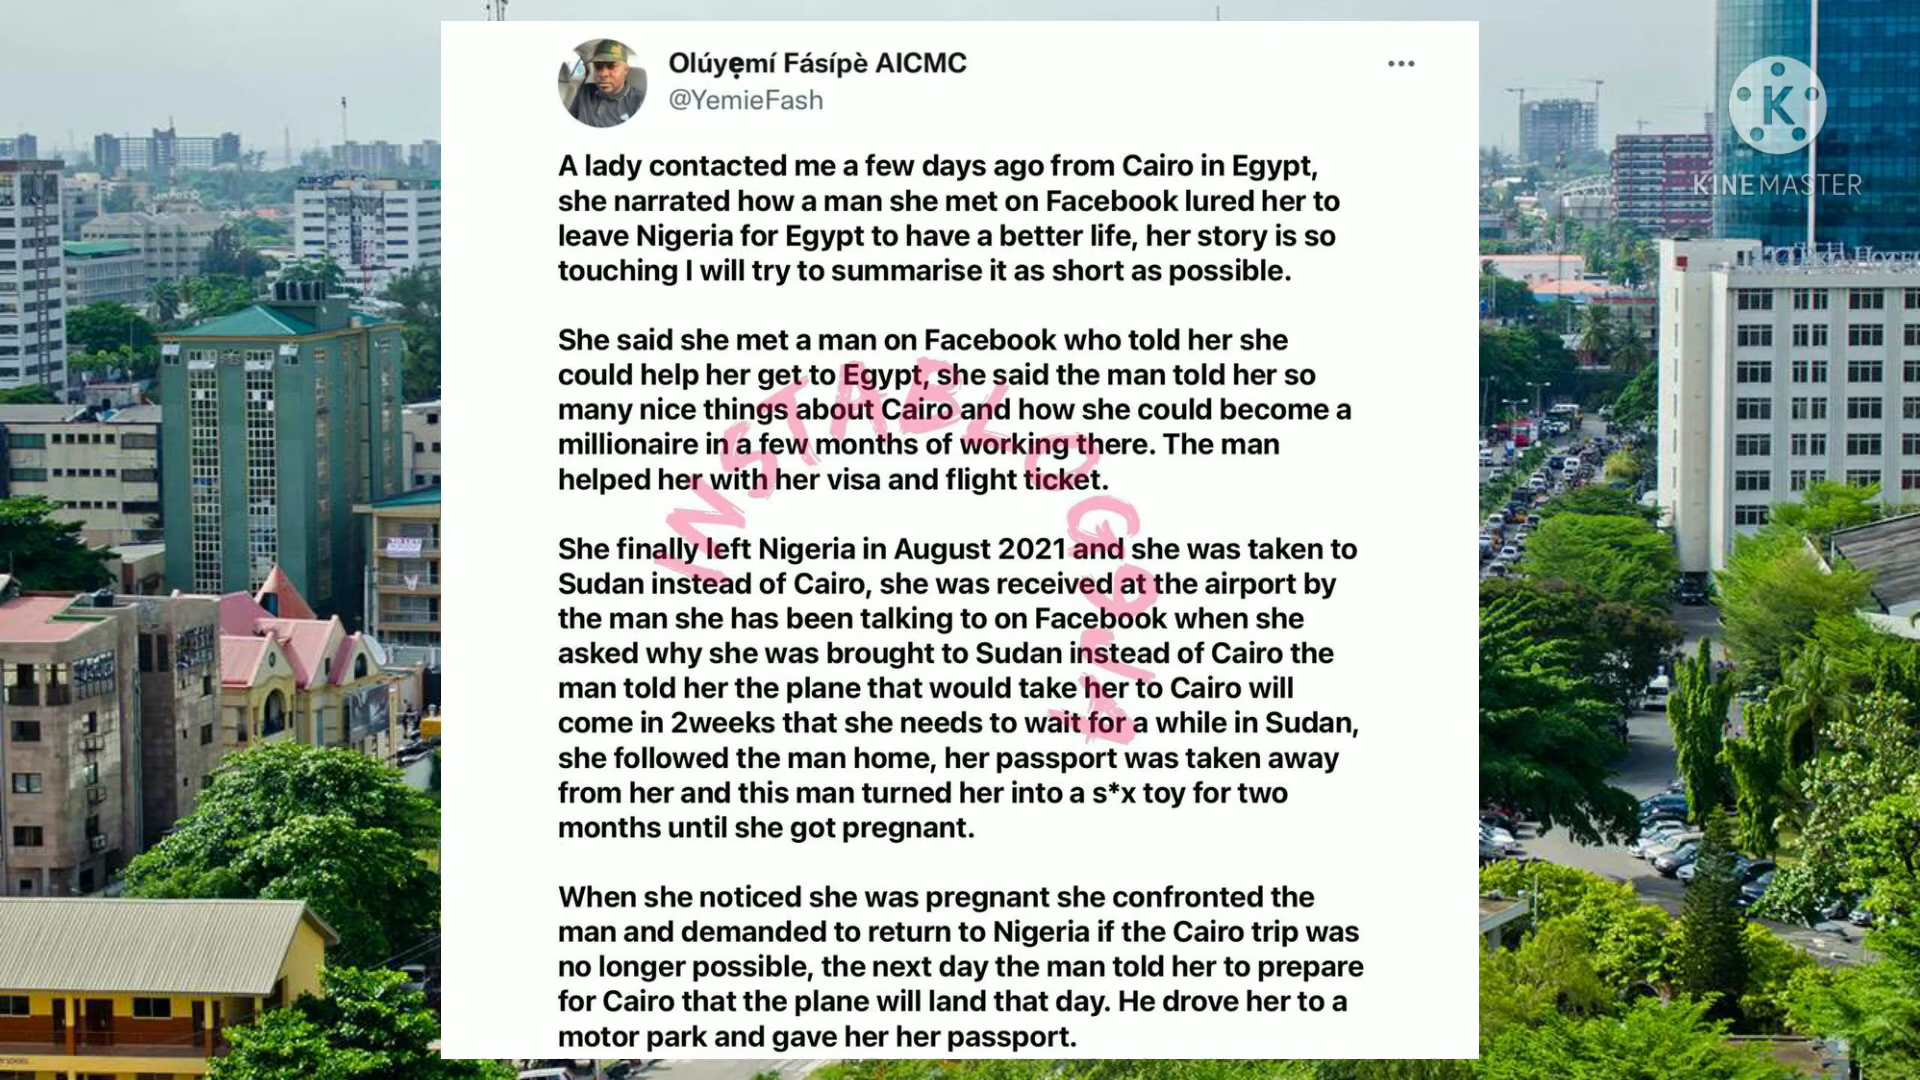 Olúyẹmí Fásípè AICMC
@YemieFash
A lady contacted me a few days ago from Cairo in Egypt,
she narrated how a man she met on Facebook lured her to
leave Nigeria for Egypt to have a better life, her story is so
touching I will try to summarise it as short as possible.
She said she met a man on Facebook who told her she
could help her get to Egypt, she said the man told her so
many nice things about Cairo and how she could become a
millionaire in a few months of working there. The man
helped her with her visa and flight ticket.
She finally left Nigeria in August 2021 and she was taken to
Sudan instead of Cairo, she was received at the airport by
the man she has been talking to on Facebook when she
asked why she was brought to Sudan instead of Cairo the
man told her the plane that would take her to Cairo will
come in 2weeks that she needs to wait for a while in Sudan,
she followed the man home, her passport was taken away
from her and this man turned her into a s*x toy for two
months until she got pregnant.
When she noticed she was pregnant she confronted the
man and demanded to return to Nigeria if the Cairo trip was
no longer possible, the next day the man told her to prepare
for Cairo that the plane will land that day. He drove her to a
motor park and gave her her passport.
INSTABLOG9JA
K
KINEMASTER